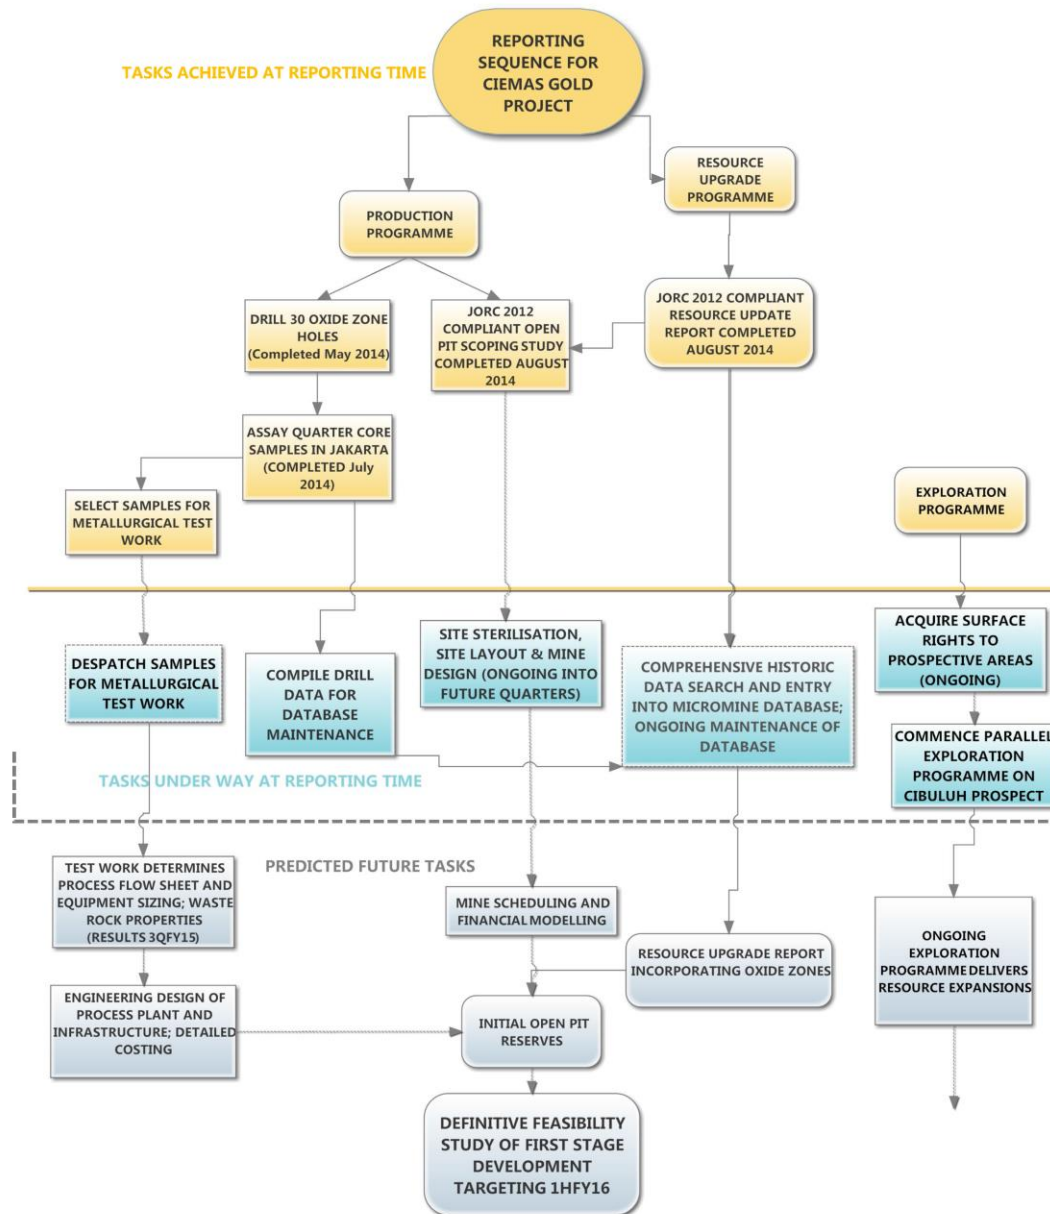 REPORTING
SEQUENCE FOR
CIEMAS GOLD
PROJECT
TASKS ACHIEVED AT REPORTING TIME
RESOURCE
UPGRADE
PROGRAMME
PRODUCTION
PROGRAMME
DRILL 30 OXIDE ZONE
HOLES
(Completed May 2014)
JORC 2012
COMPLIANT OPEN
PIT SCOPING STUDY
COMPLETED AUGUST
2014
JORC 2012 COMPLIANT
RESOURCE UPDATE
REPORT COMPLETED
AUGUST 2014
ASSAY QUARTER CORE
SAMPLES IN JAKARTA
(COMPLETED July
2014)
SELECT SAMPLES FOR
METALLURGICAL TEST
WORK
EXPLORATION
PROGRAMME
DESPATCH SAMPLES
FOR METALLURGICAL
TEST WORK
COMPILE DRILL
DATA FOR
DATABASE
MAINTENANCE
SITE STERILISATION,
SITE LAYOUT & MINE
DESIGN (ONGOING INTO
FUTURE QUARTERS)
COMPREHENSIVE HISTORIC
DATA SEARCH AND ENTRY
INTO MICROMINE DATABASE;
ONGOING MAINTENANCE OF
DATABASE
ACQUIRE SURFACE
RIGHTS TO
PROSPECTIVE AREAS
(ONGOING)
COMMENCE PARALLEL
EXPLORATION
PROGRAMME ON
CIBULUH PROSPECT
TASKS UNDER WAY AT REPORTING TIME
PREDICTED FUTURE TASKS
TEST WORK DETERMINES
PROCESS FLOW SHEET AND
EQUIPMENT SIZING; WASTE
ROCK PROPERTIES
(RESULTS 3QFY15)
MINE SCHEDULING AND
FINANCIAL MODELLING
RESOURCE UPGRADE REPORT
INCORPORATING OXIDE ZONES
ONGOING
EXPLORATION
PROGRAMME DELIVERS
RESOURCE EXPANSIONS
ENGINEERING DESIGN OF
PROCESS PLANT AND
INFRASTRUCTURE; DETAILED
COSTING
INITIAL OPEN PIT
RESERVES
DEFINITIVE FEASIBILITY
STUDY OF FIRST STAGE
DEVELOPMENT
TARGETING 1HFY16